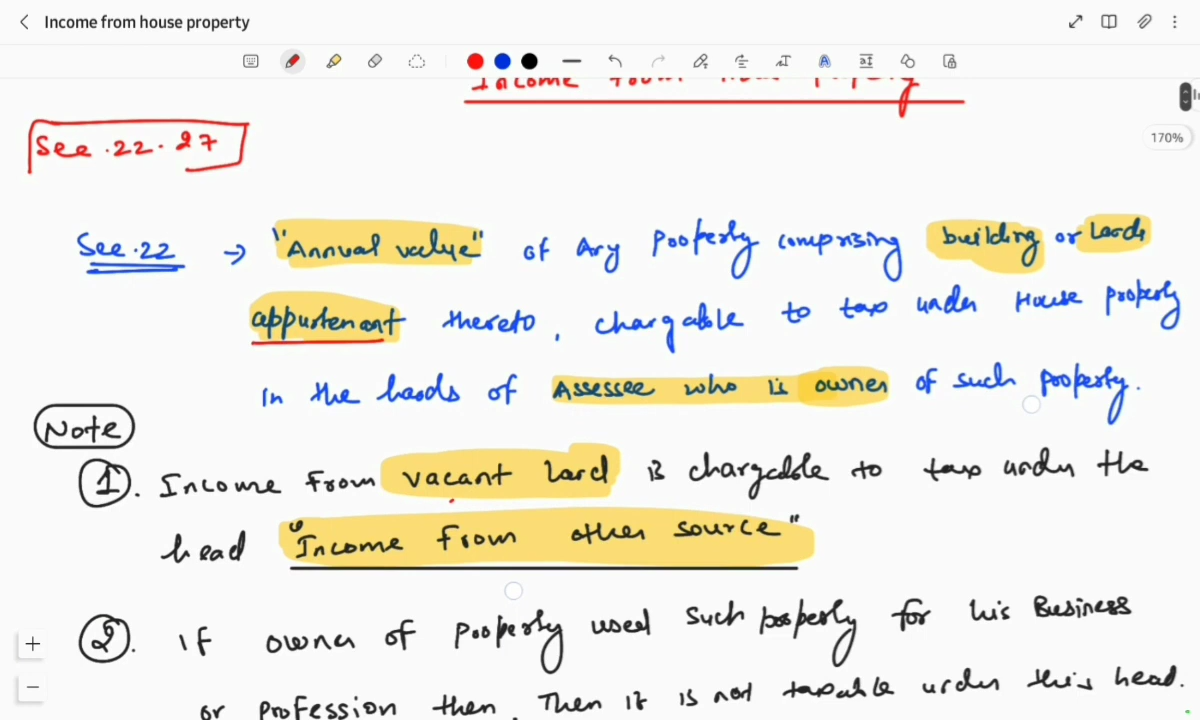 Income from house property
170%
Income from House Property
Sec.22-27
Sec.22 → "Annual value" of Any Property comprising building or Lands
appurtenant thereto, chargable to tax under House property
in the hands of Assessee who is owner of such property.
Note
1. Income From vacant Land is chargable to tax under the
head "Income from other source"
2. if owner of Property used such property for his Business
or Profession then, Then it is not taxable under this head.